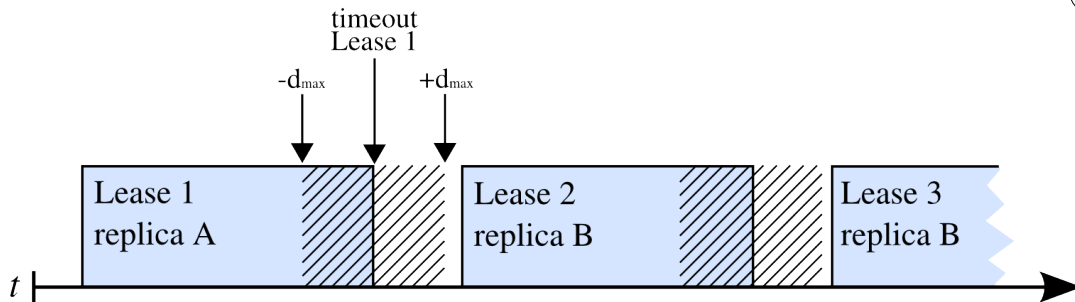 timeout
Lease 1
-dmax
+dmax
Lease 1
replica A
Lease 2
replica B
Lease 3
replica B
t